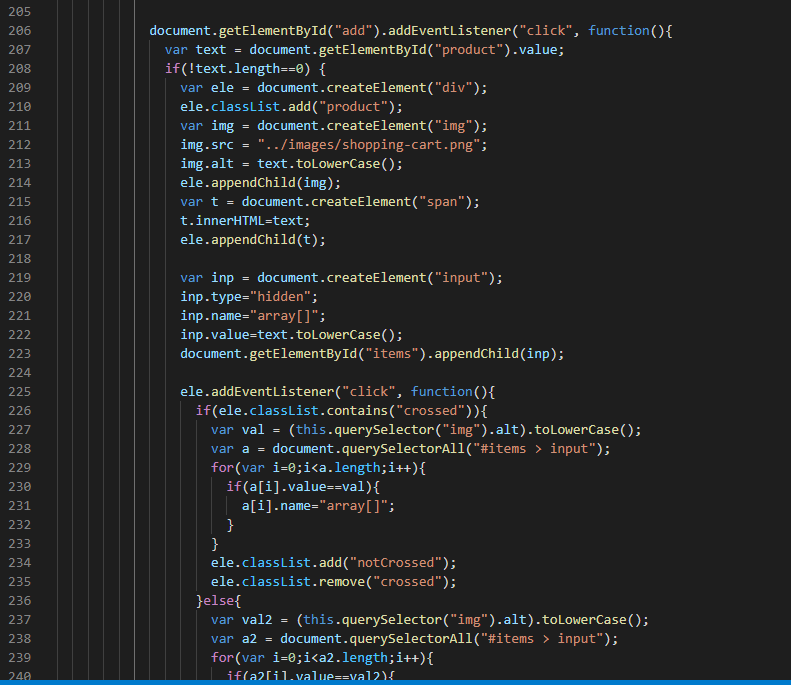 205
206 document.getElementById("add").addEventListener("click", function(){
207 var text = document.getElementById("product").value;
208 if(!text.length==0) {
209 var ele = document.createElement("div");
210 ele.classList.add("product");
211 var img = document.createElement("img");
212 img.src = "../images/shopping-cart.png";
213 img.alt = text.toLowerCase();
214 ele.appendChild(img);
215 var t = document.createElement("span");
216 t.innerHTML=text;
217 ele.appendChild(t);
218
219 var inp = document.createElement("input");
220 inp.type="hidden";
221 inp.name="array[]";
222 inp.value=text.toLowerCase();
223 document.getElementById("items").appendChild(inp);
224
225 ele.addEventListener("click", function(){
226 if(ele.classList.contains("crossed")){
227 var val = (this.querySelector("img").alt).toLowerCase();
228 var a = document.querySelectorAll("#items > input");
229 for(var i=0;i<a.length;i++){
230 if(a[i].value==val){
231 a[i].name="array[]";
232 }
233 }
234 ele.classList.add("notCrossed");
235 ele.classList.remove("crossed");
236 }else{
237 var val2 = (this.querySelector("img").alt).toLowerCase();
238 var a2 = document.querySelectorAll("#items > input");
239 for(var i=0;i<a2.length;i++){
240 if(a2[i].value==val2){